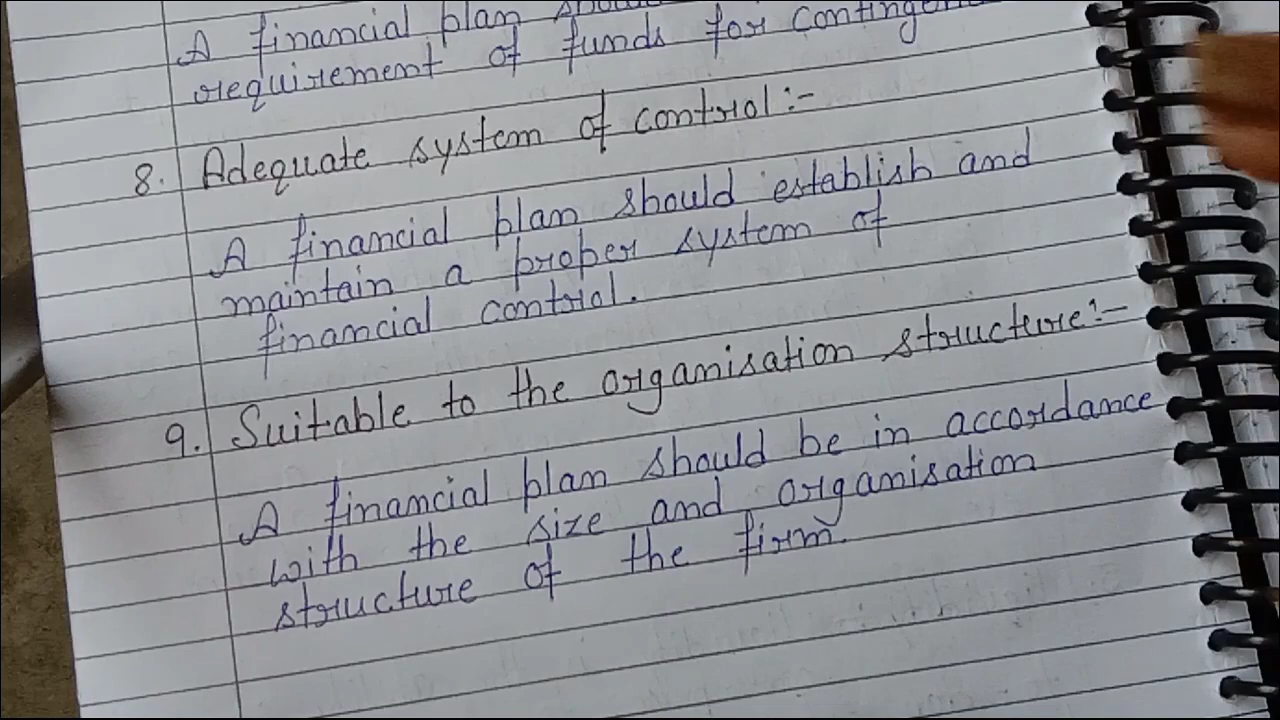 A financial plan
requirement of funds for
8. Adequate system of control:-
A financial plan should establish and
maintain a proper system of
financial control.
9. Suitable to the organisation structure:-
A financial plan should be in accordance
with the size and organisation
structure of the firm.